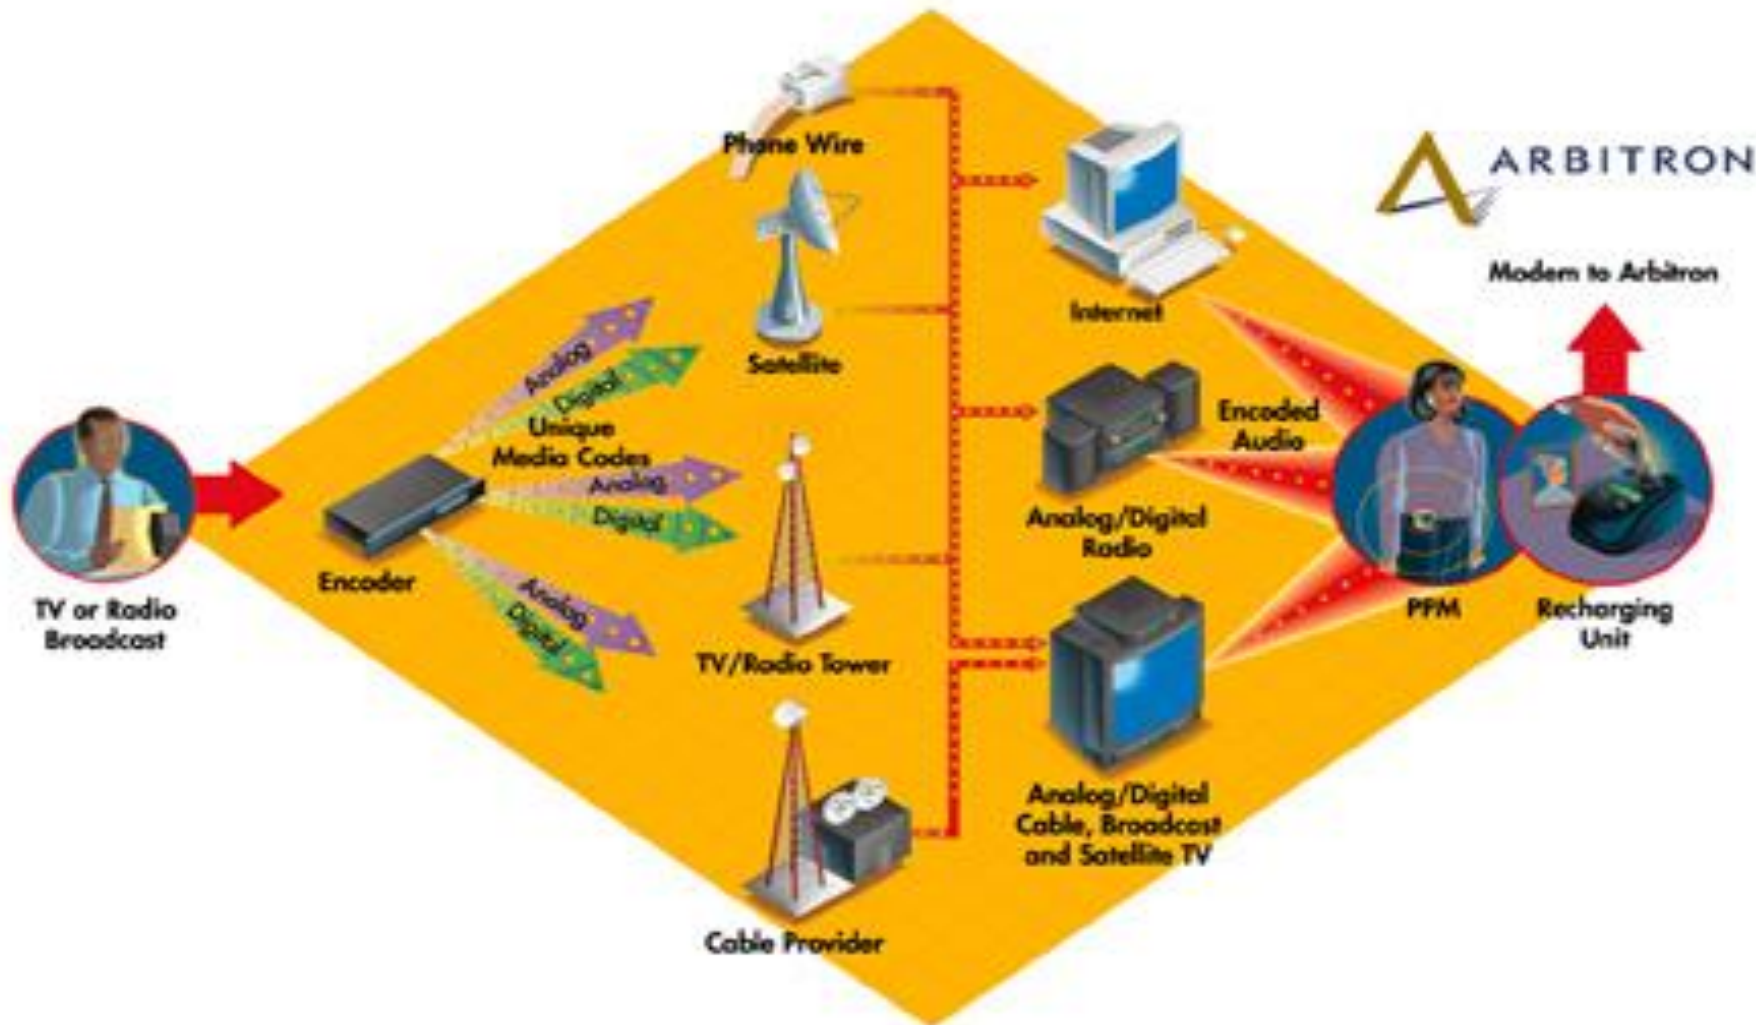 Phone Wire
ARBITRON
Modem to Arbitron
Internet
Satellite
Analog
Digital
Unique
Media Codes
Analog
Digital
Analog
Digital
Encoder
TV or Radio
Broadcast
TV/Radio Tower
Cable Provider
Encoded
Audio
Analog/Digital
Radio
Analog/Digital
Cable, Broadcast
and Satellite TV
PPM
Recharging
Unit